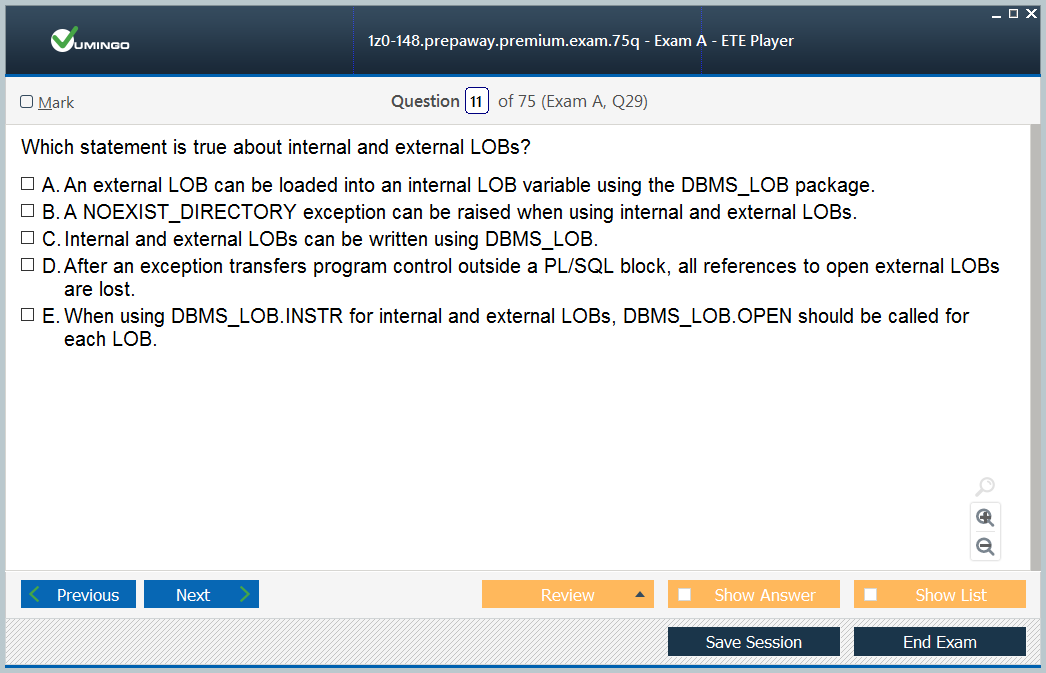 VUMINGO
1z0-148.prepaway.premium.exam.75q - Exam A - ETE Player
Mark
Question 11 of 75 (Exam A, Q29)
Which statement is true about internal and external LOBs?
A. An external LOB can be loaded into an internal LOB variable using the DBMS_LOB package.
B. A NOEXIST_DIRECTORY exception can be raised when using internal and external LOBs.
C. Internal and external LOBs can be written using DBMS_LOB.
D. After an exception transfers program control outside a PL/SQL block, all references to open external LOBs
are lost.
E. When using DBMS_LOB.INSTR for internal and external LOBs, DBMS_LOB.OPEN should be called for
each LOB.
Previous
Next
Review
Show Answer
Show List
Save Session
End Exam